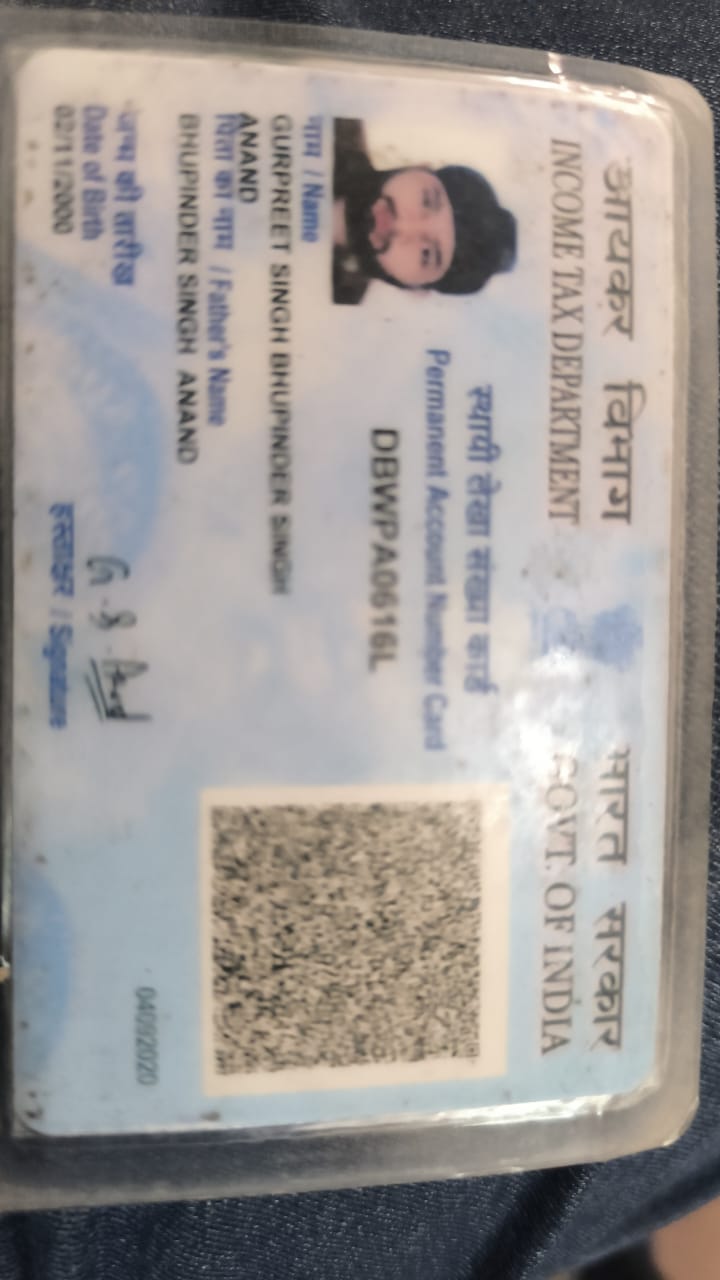 आयकर विभाग
INCOME TAX DEPARTMENT
भारत सरकार
GOVT. OF INDIA
स्थायी लेखा संख्या कार्ड
Permanent Account Number Card
DBWPA0616L
नाम / Name
GURPREET SINGH BHUPINDER SINGH
ANAND
पिता का नाम / Father's Name
BHUPINDER SINGH ANAND
जन्म की तारीख
Date of Birth
02/11/2000
G S And
हस्ताक्षर / Signature
04092020